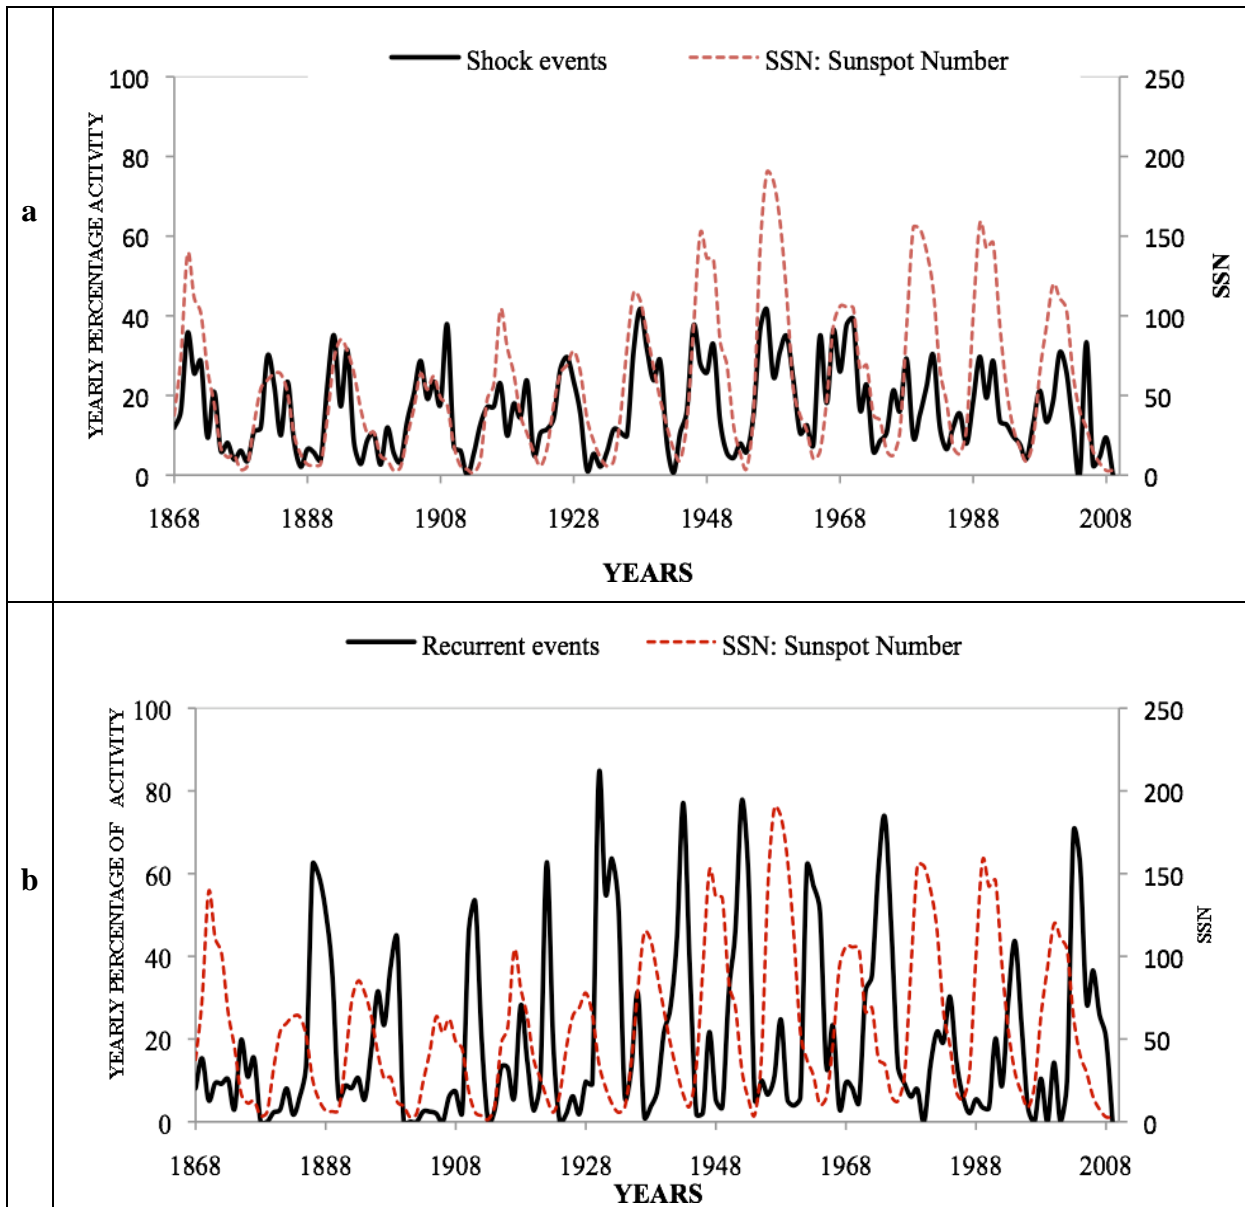 a
Shock events
SSN: Sunspot Number
YEARLY PERCENTAGE ACTIVITY
100
80
60
40
20
0
250
200
150
100
50
0
SSN
1868 1888 1908 1928 1948 1968 1988 2008
YEARS
b
Recurrent events
SSN: Sunspot Number
YEARLY PERCENTAGE OF ACTIVITY
100
80
60
40
20
0
250
200
150
100
50
0
SSN
1868 1888 1908 1928 1948 1968 1988 2008
YEARS